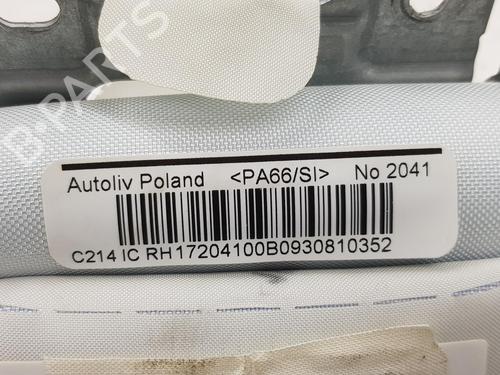 B-PARTS
Autoliv Poland <PA66/SI> No 2041
C214 IC RH17204100B0930810352